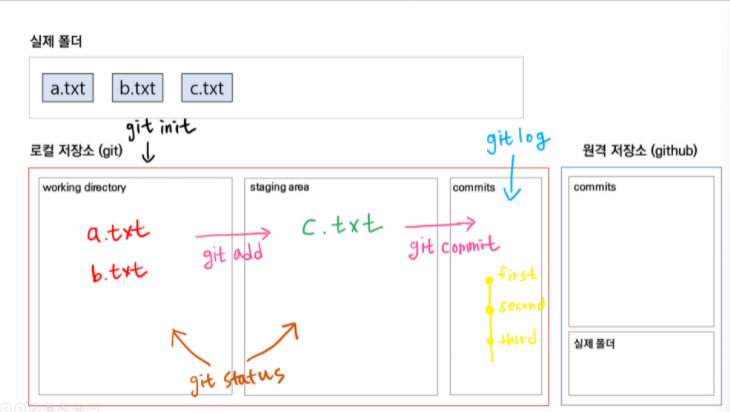 실제 폴더
a.txt
b.txt
c.txt
git init
git log
로컬 저장소 (git)
원격 저장소 (github)
working directory
staging area
commits
commits
a.txt
b.txt
git add
c.txt
git commit
first
second
third
실제 폴더
git status